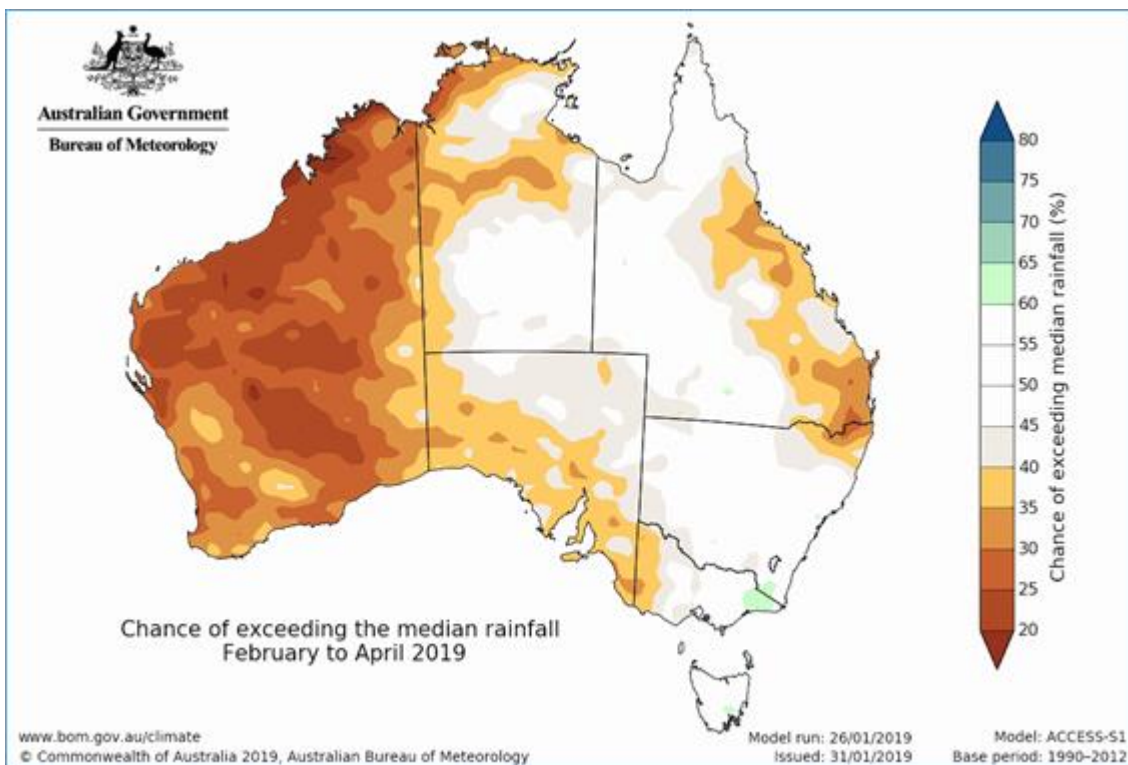 Australian Government
Bureau of Meteorology
80
75
70
65
60
55
50
45
40
35
30
25
20
Chance of exceeding median rainfall (%)
Chance of exceeding the median rainfall
February to April 2019
www.bom.gov.au/climate
© Commonwealth of Australia 2019, Australian Bureau of Meteorology
Model run: 26/01/2019
Issued: 31/01/2019
Model: ACCESS-S1
Base period: 1990–2012